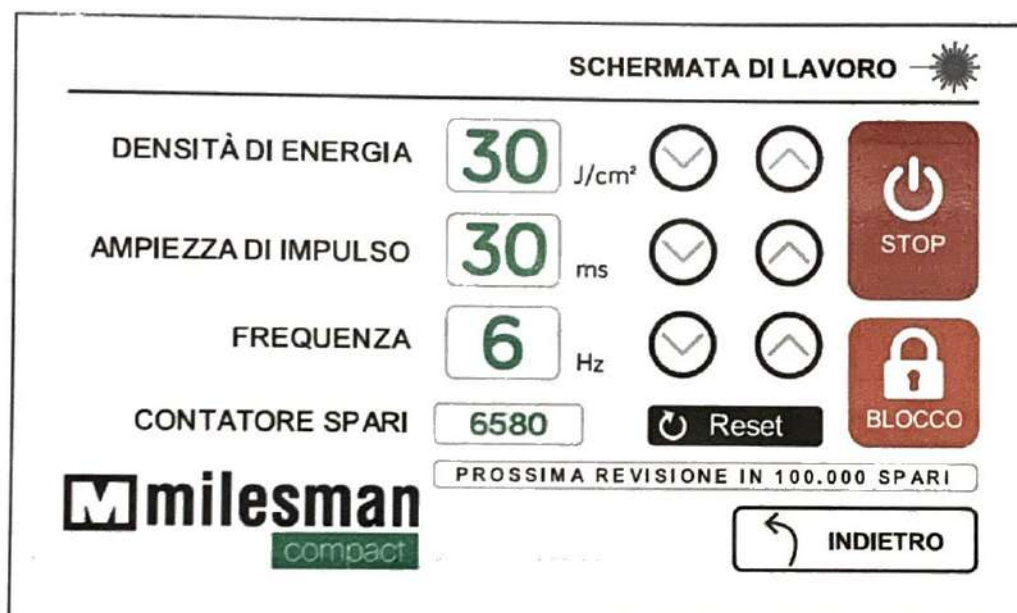 SCHERMATA DI LAVORO
DENSITÀ DI ENERGIA 30 J/cm²
STOP
AMPIEZZA DI IMPULSO 30 ms
FREQUENZA 6 Hz
BLOCCO
CONTATORE SPARI 6580 Reset
PROSSIMA REVISIONE IN 100.000 SPARI
M milesman
compact
INDIETRO